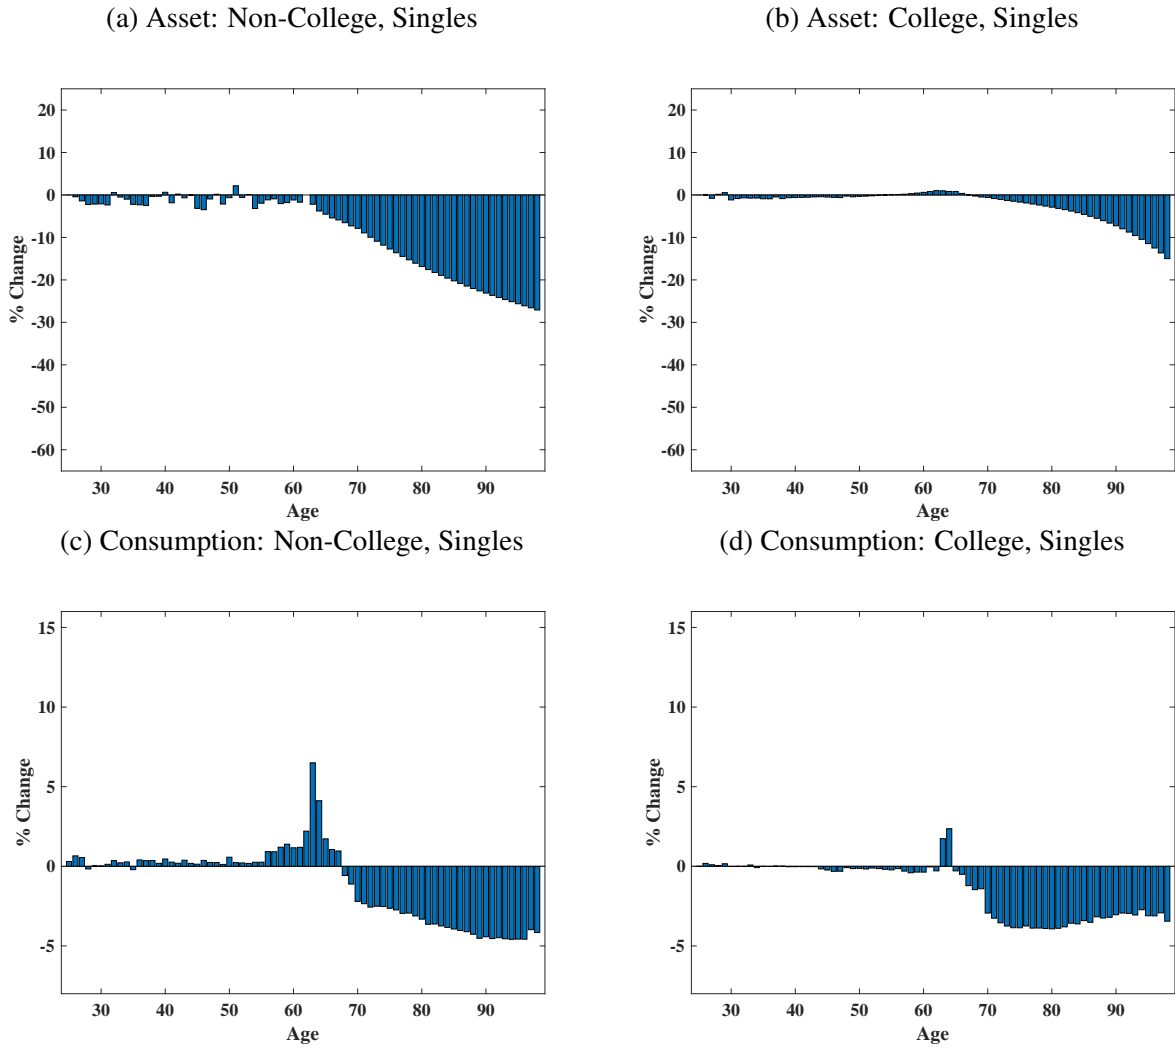 (a) Asset: Non-College, Singles
(b) Asset: College, Singles
20
10
0
-10
-20
-30
-40
-50
-60
% Change
30 40 50 60 70 80 90
Age
20
10
0
-10
-20
-30
-40
-50
-60
% Change
30 40 50 60 70 80 90
Age
(c) Consumption: Non-College, Singles
(d) Consumption: College, Singles
15
10
5
0
-5
% Change
30 40 50 60 70 80 90
Age
15
10
5
0
-5
% Change
30 40 50 60 70 80 90
Age